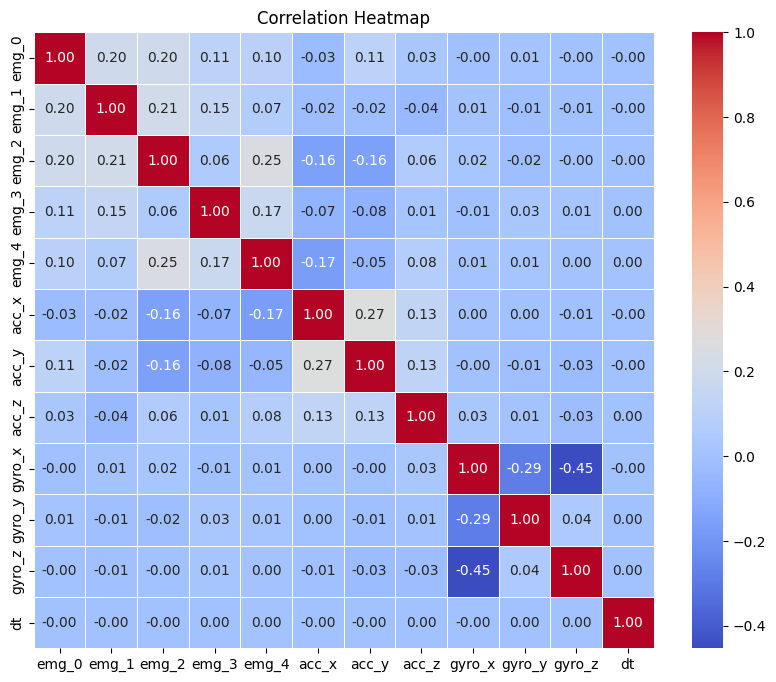 Correlation Heatmap
emg_0 1.00 0.20 0.20 0.11 0.10 -0.03 0.11 0.03 -0.00 0.01 -0.00 -0.00
emg_1 0.20 1.00 0.21 0.15 0.07 -0.02 -0.02 -0.04 0.01 -0.01 -0.01 -0.00
emg_2 0.20 0.21 1.00 0.06 0.25 -0.16 -0.16 0.06 0.02 -0.02 -0.00 -0.00
emg_3 0.11 0.15 0.06 1.00 0.17 -0.07 -0.08 0.01 -0.01 0.03 0.01 0.00
emg_4 0.10 0.07 0.25 0.17 1.00 -0.17 -0.05 0.08 0.01 0.01 0.00 0.00
acc_x -0.03 -0.02 -0.16 -0.07 -0.17 1.00 0.27 0.13 0.00 0.00 -0.01 0.00
acc_y 0.11 -0.02 -0.16 -0.08 -0.05 0.27 1.00 0.13 -0.00 -0.01 -0.03 -0.00
acc_z 0.03 -0.04 0.06 0.01 0.08 0.13 0.13 1.00 0.03 0.01 -0.03 0.00
gyro_x -0.00 0.01 0.02 -0.01 0.01 0.00 -0.00 0.03 1.00 -0.29 -0.45 -0.00
gyro_y 0.01 -0.01 -0.02 0.03 0.01 0.00 -0.01 0.01 -0.29 1.00 0.04 0.00
gyro_z -0.00 -0.01 -0.00 0.01 0.00 -0.01 -0.03 -0.03 -0.45 0.04 1.00 0.00
dt -0.00 -0.00 -0.00 0.00 0.00 0.00 -0.00 0.00 -0.00 0.00 0.00 1.00
emg_0 emg_1 emg_2 emg_3 emg_4 acc_x acc_y acc_z gyro_x gyro_y gyro_z dt
1.0
0.8
0.6
0.4
0.2
0.0
−0.2
−0.4